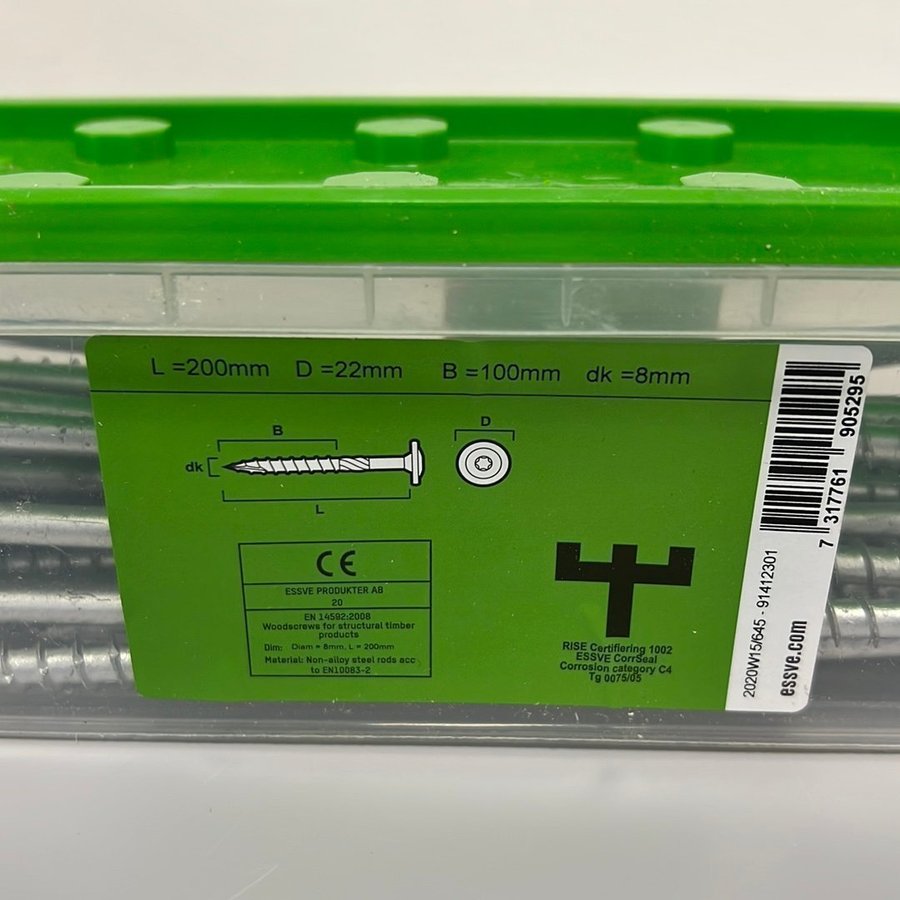 L =200mm D =22mm B =100mm dk =8mm
B
D
dk
L
CE
ESSVE PRODUKTER AB
20
EN 14592:2008
Woodscrews for structural timber
products
Dim: Diam = 8mm, L = 200mm
Material: Non-alloy steel rods acc
to EN10083-2
RISE Certifiering 1002
ESSVE CorrSeal
Corrosion category C4
Tg 0075/05
7 317761 905295
2020W15/645 - 91412301
essve.com